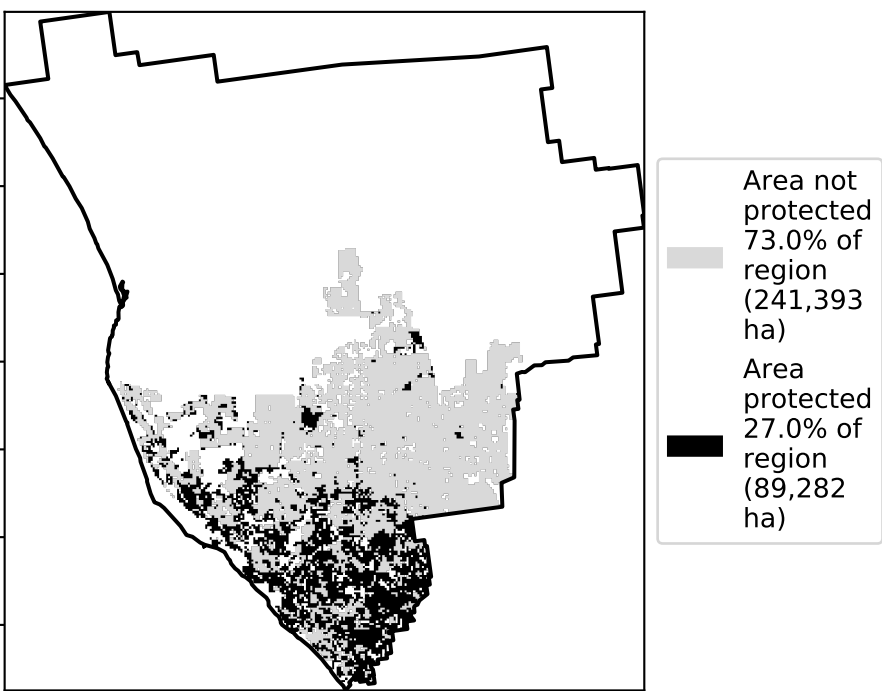 Area not
protected
73.0% of
region
(241,393
ha)
Area
protected
27.0% of
region
(89,282
ha)